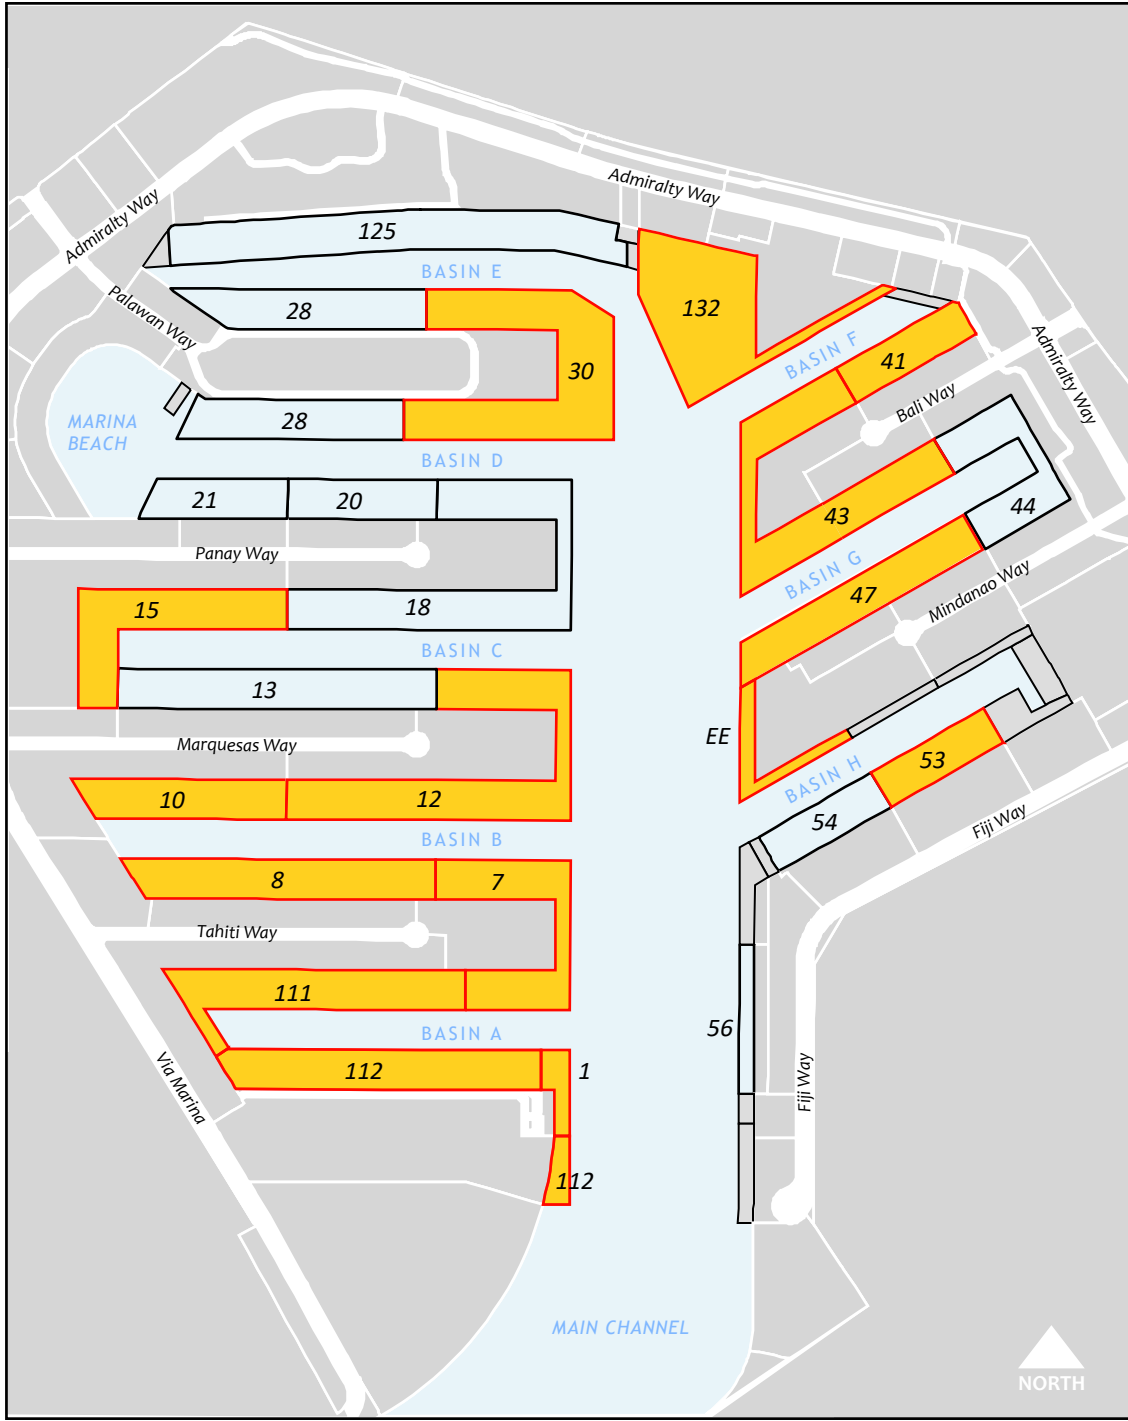 Admiralty Way
Admiralty Way
125
BASIN E
Palawan Way
28
132
BASIN F
Admiralty Way
41
30
Bali Way
MARINA
BEACH
28
BASIN D
21
20
43
44
Panay Way
BASIN G
Mindanao Way
15
18
47
BASIN C
13
EE
Marquesas Way
53
BASIN H
10
12
54
Fiji Way
BASIN B
8
7
Tahiti Way
111
56
BASIN A
112
1
Via Marina
Fiji Way
112
MAIN CHANNEL
NORTH